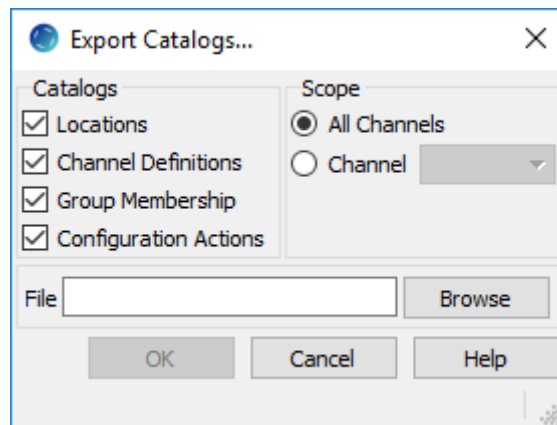 Export Catalogs...
Catalogs
Locations
Channel Definitions
Group Membership
Configuration Actions
Scope
All Channels
Channel
File
Browse
OK
Cancel
Help